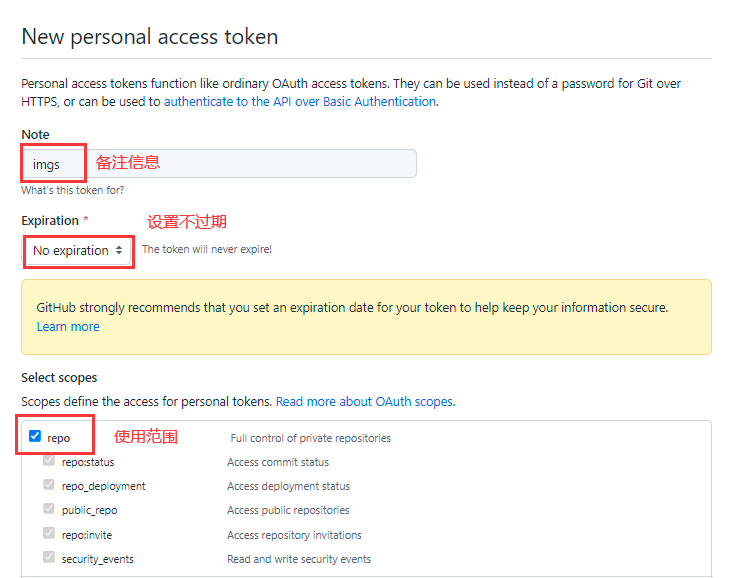 New personal access token
Personal access tokens function like ordinary OAuth access tokens. They can be used instead of a password for Git over
HTTPS, or can be used to authenticate to the API over Basic Authentication.
Note
imgs 备注信息
What's this token for?
Expiration * 设置不过期
No expiration The token will never expire!
GitHub strongly recommends that you set an expiration date for your token to help keep your information secure.
Learn more
Select scopes
Scopes define the access for personal tokens. Read more about OAuth scopes.
repo 使用范围 Full control of private repositories
repo:status Access commit status
repo_deployment Access deployment status
public_repo Access public repositories
repo:invite Access repository invitations
security_events Read and write security events